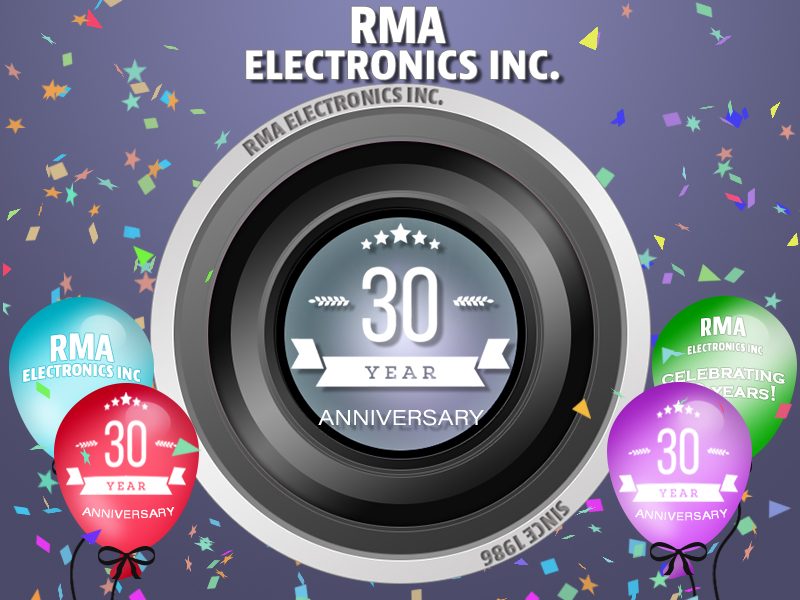 RMA
ELECTRONICS INC.
RMA ELECTRONICS INC.
30
YEAR
ANNIVERSARY
SINCE 1986
RMA
ELECTRONICS INC
30
YEAR
ANNIVERSARY
RMA
ELECTRONICS INC
CELEBRATING
YEARS!
30
YEAR
ANNIVERSARY